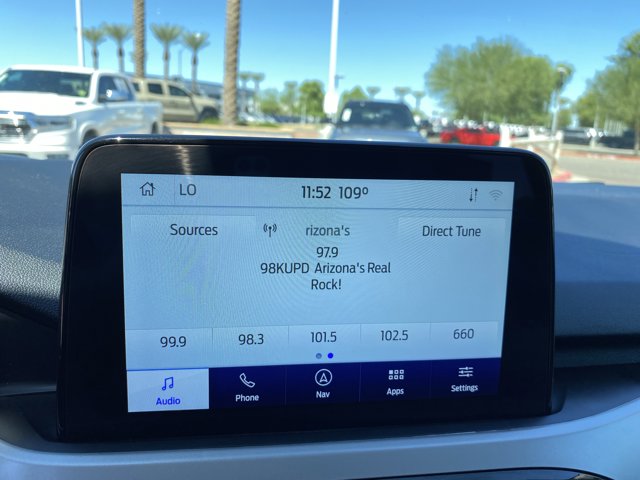 LO 11:52 109°
Sources rizona's Direct Tune
97.9
98KUPD Arizona's Real
Rock!
99.9 98.3 101.5 102.5 660
Audio Phone Nav Apps Settings